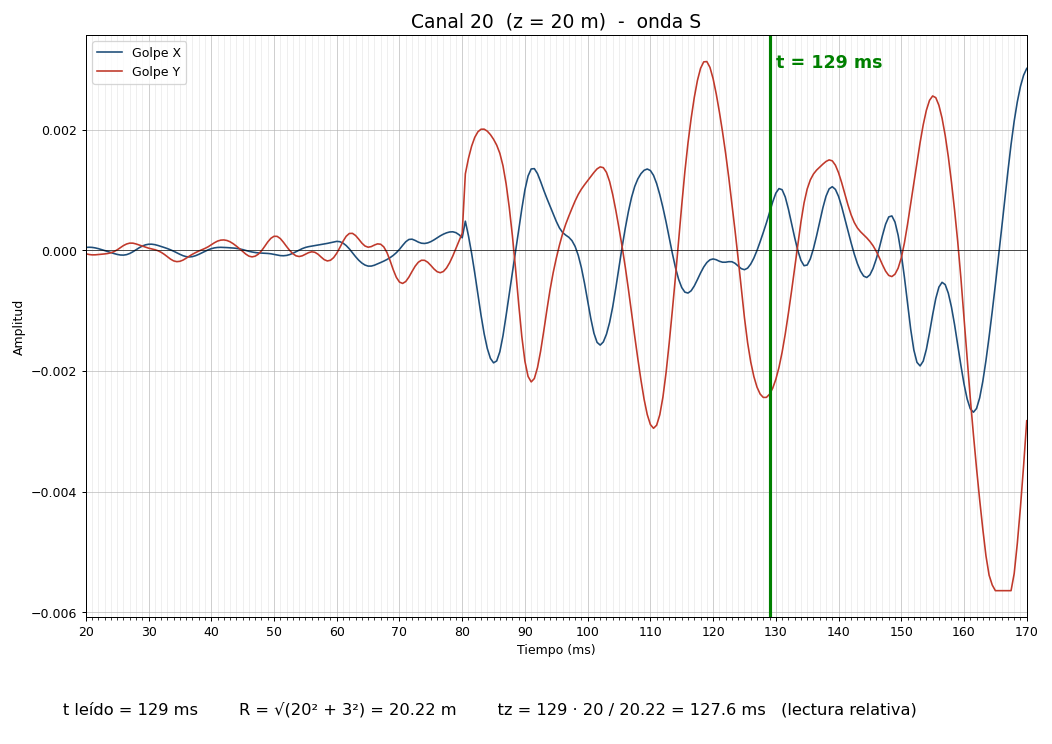 Canal 20  (z = 20 m)  -  onda S
Golpe X
Golpe Y
t = 129 ms
Amplitud
0.002
0.000
−0.002
−0.004
−0.006
20 30 40 50 60 70 80 90 100 110 120 130 140 150 160 170
Tiempo (ms)
t leído = 129 ms        R = √(20² + 3²) = 20.22 m        tz = 129 · 20 / 20.22 = 127.6 ms   (lectura relativa)